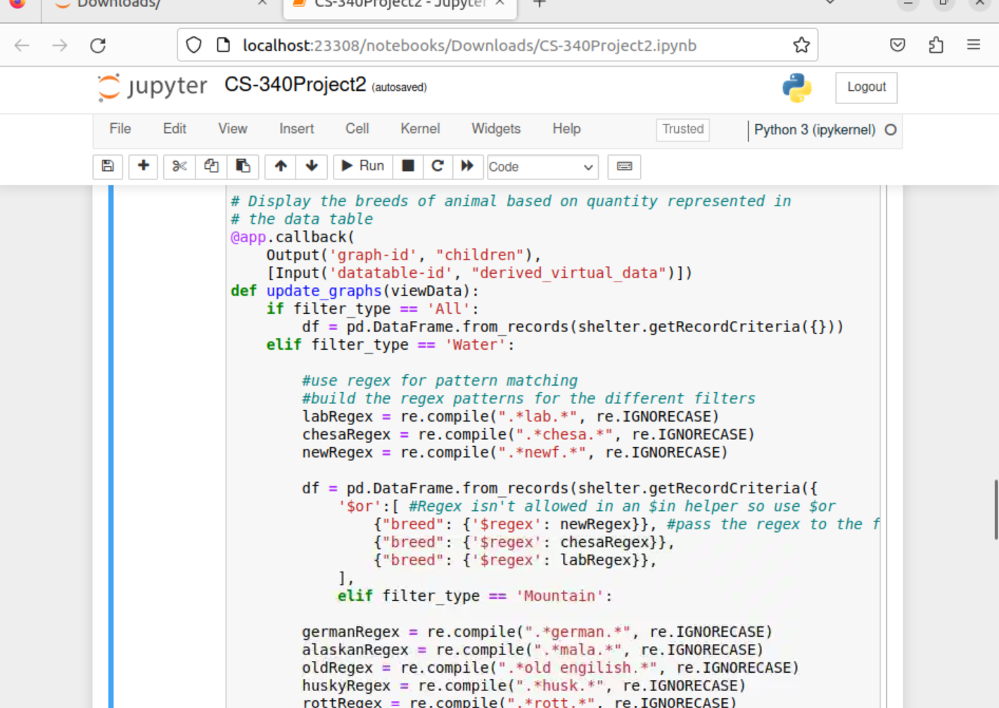 Downloads/
CS-340Project2 - Jupyter
localhost:23308/notebooks/Downloads/CS-340Project2.ipynb
jupyter CS-340Project2 (autosaved)
Logout
File Edit View Insert Cell Kernel Widgets Help Trusted Python 3 (ipykernel)
Run Code
# Display the breeds of animal based on quantity represented in
# the data table
@app.callback(
    Output('graph-id', "children"),
    [Input('datatable-id', "derived_virtual_data")])
def update_graphs(viewData):
    if filter_type == 'All':
        df = pd.DataFrame.from_records(shelter.getRecordCriteria({}))
    elif filter_type == 'Water':
        #use regex for pattern matching
        #build the regex patterns for the different filters
        labRegex = re.compile(".*lab.*", re.IGNORECASE)
        chesaRegex = re.compile(".*chesa.*", re.IGNORECASE)
        newRegex = re.compile(".*newf.*", re.IGNORECASE)
        df = pd.DataFrame.from_records(shelter.getRecordCriteria({
            '$or':[ #Regex isn't allowed in an $in helper so use $or
                {"breed": {'$regex': newRegex}}, #pass the regex to the f
                {"breed": {'$regex': chesaRegex}},
                {"breed": {'$regex': labRegex}},
            ],
            elif filter_type == 'Mountain':
        germanRegex = re.compile(".*german.*", re.IGNORECASE)
        alaskanRegex = re.compile(".*mala.*", re.IGNORECASE)
        oldRegex = re.compile(".*old engilish.*", re.IGNORECASE)
        huskyRegex = re.compile(".*husk.*", re.IGNORECASE)
        rottRegex = re.compile(".*rott.*", re.IGNORECASE)